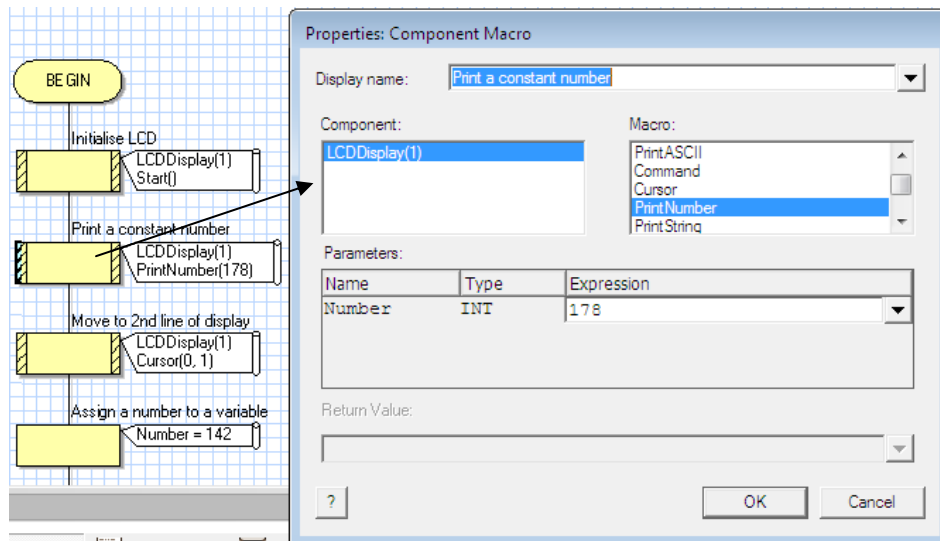 BEGIN
Initialise LCD
LCDDisplay(1)
Start()
Print a constant number
LCDDisplay(1)
PrintNumber(178)
Move to 2nd line of display
LCDDisplay(1)
Cursor(0, 1)
Assign a number to a variable
Number = 142
Properties: Component Macro
Display name:
Print a constant number
Component:
LCDDisplay(1)
Macro:
PrintASCII
Command
Cursor
PrintNumber
PrintString
Parameters:
Name Type Expression
Number INT 178
Return Value:
? OK Cancel